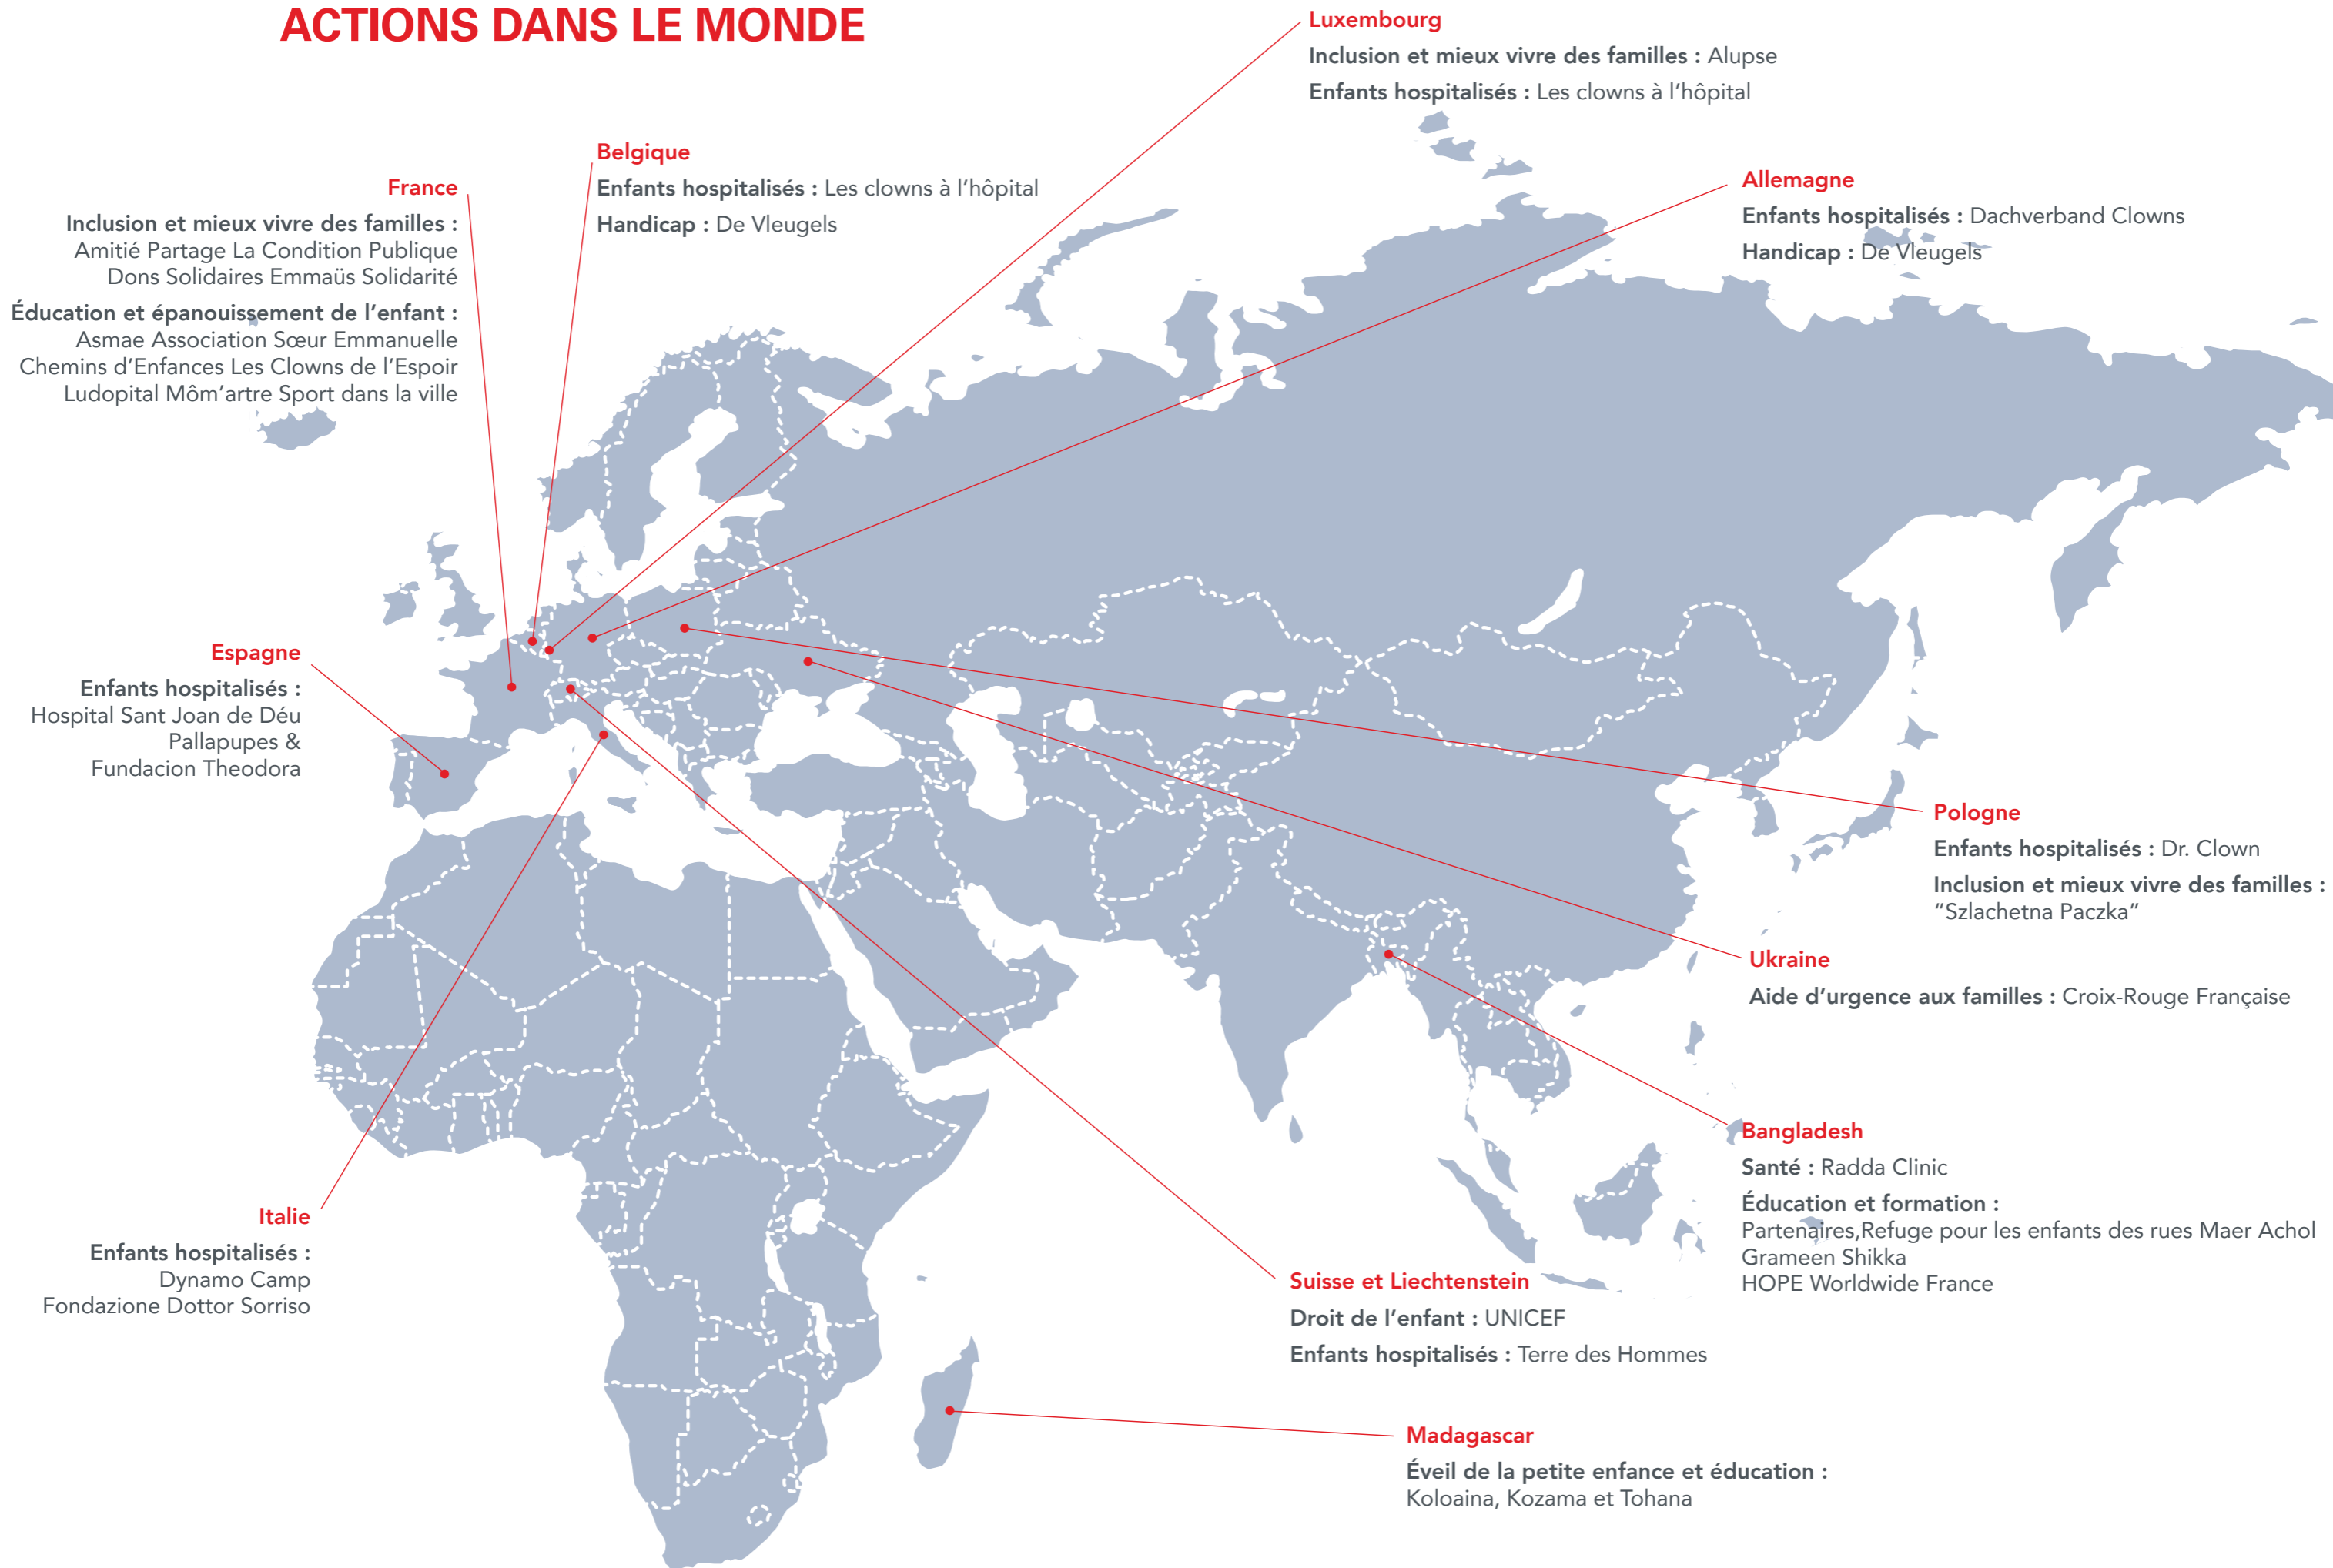 ACTIONS DANS LE MONDE
Luxembourg
Inclusion et mieux vivre des familles : Alupse
Enfants hospitalisés : Les clowns à l'hôpital
Belgique
Enfants hospitalisés : Les clowns à l'hôpital
Handicap : De Vleugels
Allemagne
Enfants hospitalisés : Dachverband Clowns
Handicap : De Vleugels
France
Inclusion et mieux vivre des familles :
Amitié Partage La Condition Publique
Dons Solidaires Emmaüs Solidarité
Éducation et épanouissement de l'enfant :
Asmae Association Sœur Emmanuelle
Chemins d'Enfances Les Clowns de l'Espoir
Ludopital Môm'artre Sport dans la ville
Espagne
Enfants hospitalisés :
Hospital Sant Joan de Déu
Pallapupes &
Fundacion Theodora
Pologne
Enfants hospitalisés : Dr. Clown
Inclusion et mieux vivre des familles :
"Szlachetna Paczka"
Ukraine
Aide d'urgence aux familles : Croix-Rouge Française
Bangladesh
Santé : Radda Clinic
Éducation et formation :
Partenaires,Refuge pour les enfants des rues Maer Achol
Grameen Shikka
HOPE Worldwide France
Italie
Enfants hospitalisés :
Dynamo Camp
Fondazione Dottor Sorriso
Suisse et Liechtenstein
Droit de l'enfant : UNICEF
Enfants hospitalisés : Terre des Hommes
Madagascar
Éveil de la petite enfance et éducation :
Koloaina, Kozama et Tohana